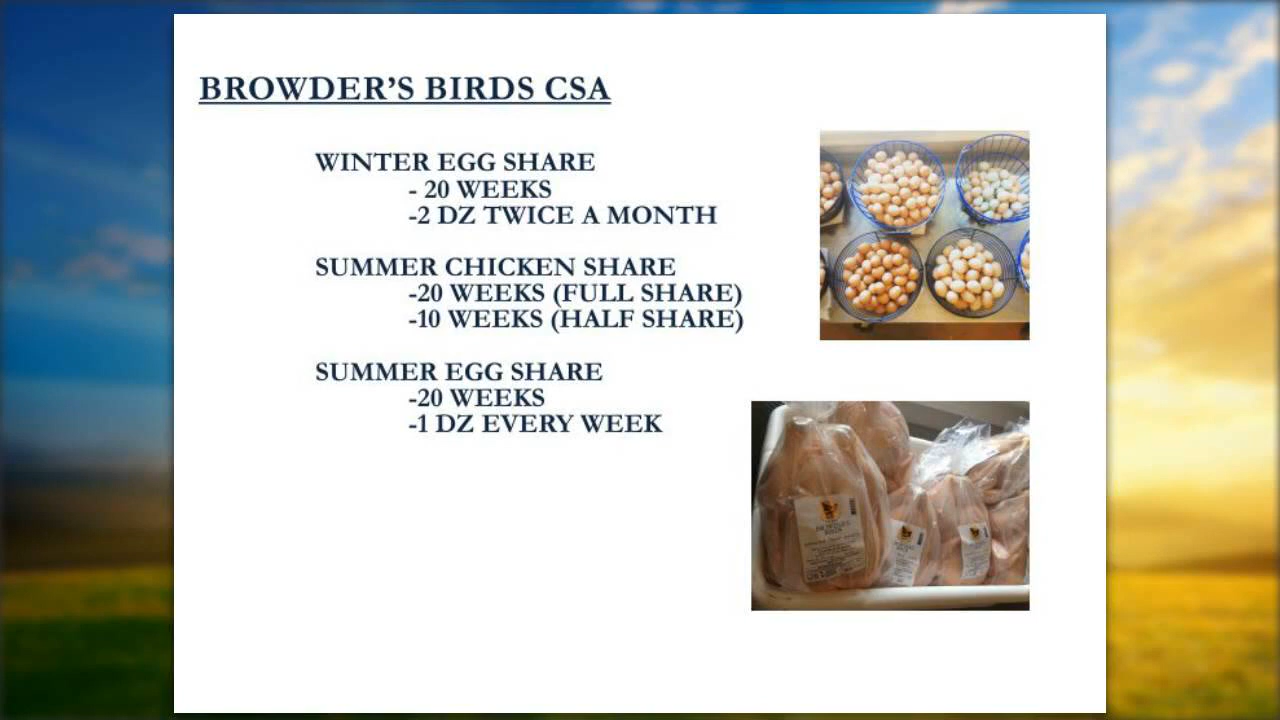 BROWDER’S BIRDS CSA
WINTER EGG SHARE
- 20 WEEKS
-2 DZ TWICE A MONTH
SUMMER CHICKEN SHARE
-20 WEEKS (FULL SHARE)
-10 WEEKS (HALF SHARE)
SUMMER EGG SHARE
-20 WEEKS
-1 DZ EVERY WEEK